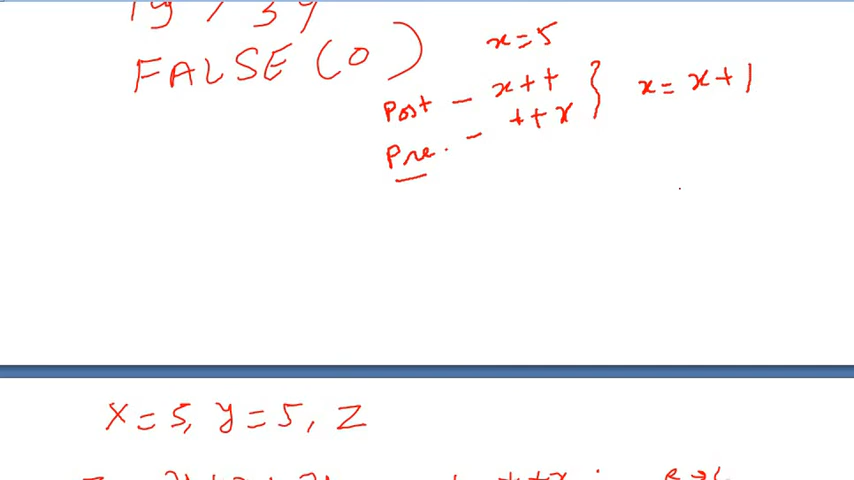 FALSE (0)
x=5
Post - x++ } x= x+1
Pre. - ++x
X=5, Y=5, Z